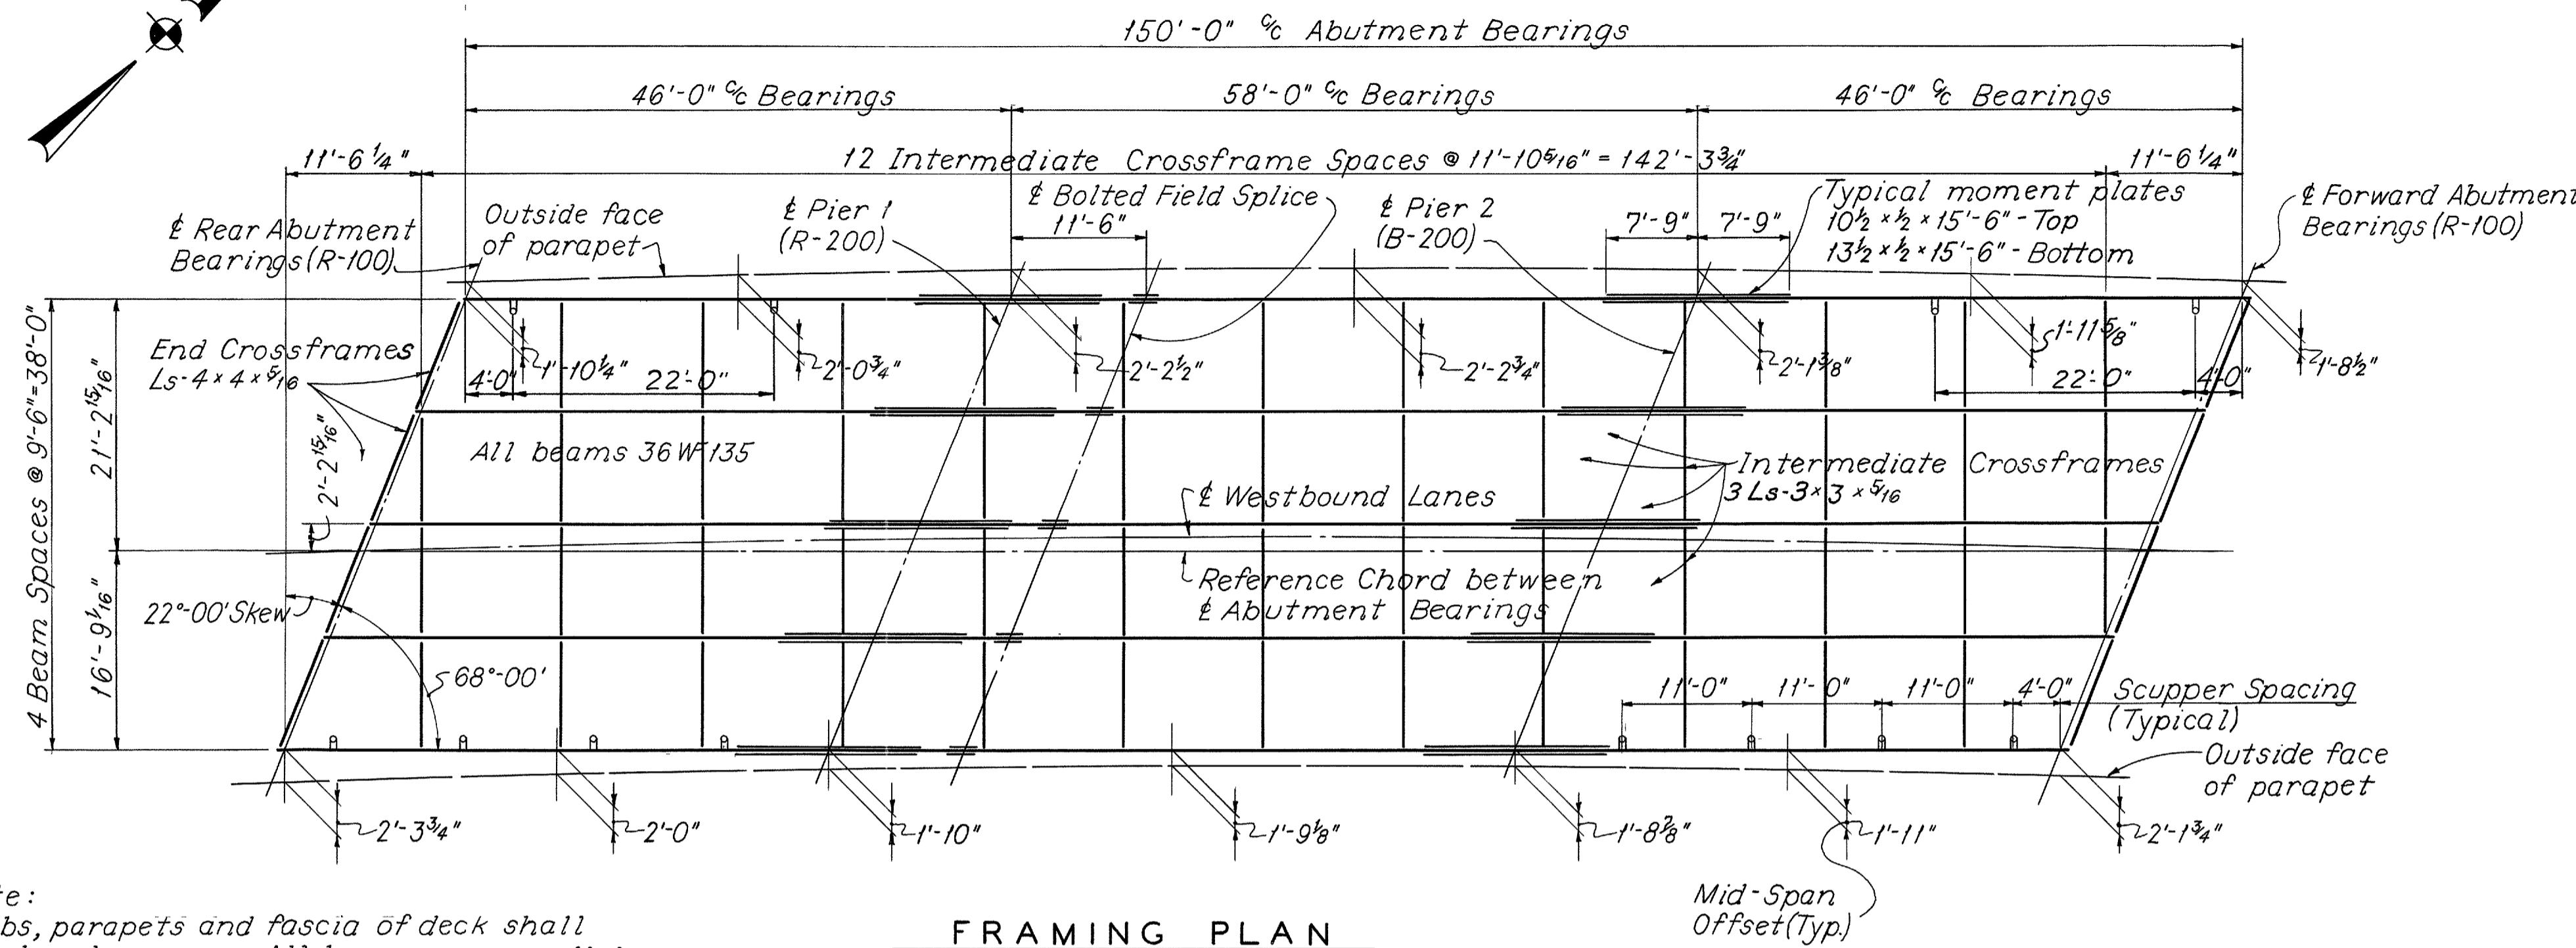 150'-0" ℄ Abutment Bearings
46'-0" c/c Bearings
58'-0" c/c Bearings
46'-0" c/c Bearings
11'-6 1/4"
12 Intermediate Crossframe Spaces @ 11'-10 5/16" = 142'-3 3/4"
11'-6 1/4"
℄ Rear Abutment
Bearings (R-100)
Outside face
of parapet
℄ Pier 1
(R-200)
℄ Bolted Field Splice
11'-6"
℄ Pier 2
(B-200)
7'-9"
7'-9"
Typical moment plates
10 1/2 x 1/2 x 15'-6" - Top
13 1/2 x 1/2 x 15'-6" - Bottom
℄ Forward Abutment
Bearings (R-100)
End Crossframes
Ls-4 x 4 x 5/16
4'-0"
1'-10 1/4"
22'-0"
2'-0 3/4"
2'-2 1/2"
2'-2 3/4"
2'-1 3/8"
1'-11 5/8"
22'-0"
4'-0"
1'-8 1/2"
4 Beam Spaces @ 9'-6" = 38'-0"
21'-2 15/16"
2'-2 15/16"
16'-9 1/16"
All beams 36 WF 135
℄ Westbound Lanes
Intermediate Crossframes
3 Ls-3 x 3 x 5/16
Reference Chord between
℄ Abutment Bearings
22°-00' Skew
68°-00'
11'-0"
11'-0"
11'-0"
4'-0"
Scupper Spacing
(Typical)
Outside face
of parapet
2'-3 3/4"
2'-0"
1'-10"
1'-9 1/8"
1'-8 7/8"
1'-11"
2'-1 3/4"
Mid-Span
Offset (Typ.)
te:
bs, parapets and fascia of deck shall
FRAMING PLAN